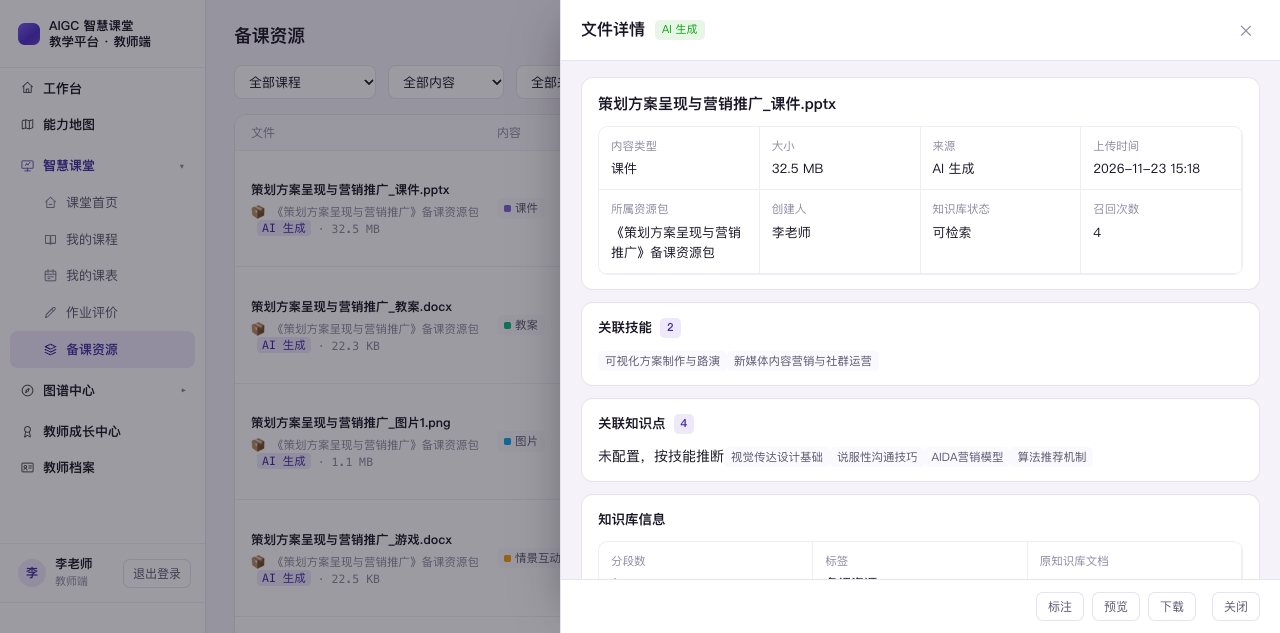 AIGC 智慧课堂
教学平台 · 教师端
工作台
能力地图
智慧课堂
课堂首页
我的课程
我的课表
作业评价
备课资源
图谱中心
教师成长中心
教师档案
李
李老师
教师端
退出登录
备课资源
全部课程
全部内容
全部
文件
内容
策划方案呈现与营销推广_课件.pptx
《策划方案呈现与营销推广》备课资源包
AI 生成 · 32.5 MB
课件
策划方案呈现与营销推广_教案.docx
《策划方案呈现与营销推广》备课资源包
AI 生成 · 22.3 KB
教案
策划方案呈现与营销推广_图片1.png
《策划方案呈现与营销推广》备课资源包
AI 生成 · 1.1 MB
图片
策划方案呈现与营销推广_游戏.docx
《策划方案呈现与营销推广》备课资源包
AI 生成 · 22.5 KB
情景互动
文件详情
AI 生成
策划方案呈现与营销推广_课件.pptx
内容类型
课件
大小
32.5 MB
来源
AI 生成
上传时间
2026-11-23 15:18
所属资源包
《策划方案呈现与营销
推广》备课资源包
创建人
李老师
知识库状态
可检索
召回次数
4
关联技能 2
可视化方案制作与路演 新媒体内容营销与社群运营
关联知识点 4
未配置，按技能推断 视觉传达设计基础 说服性沟通技巧 AIDA营销模型 算法推荐机制
知识库信息
分段数
标签
原知识库文档
标注
预览
下载
关闭